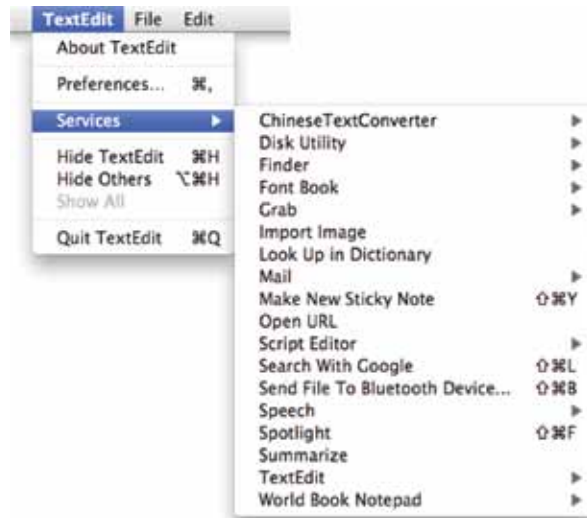 TextEdit File Edit
About TextEdit
Preferences... ⌘,
Services
Hide TextEdit ⌘H
Hide Others ⌥⌘H
Show All
Quit TextEdit ⌘Q
ChineseTextConverter
Disk Utility
Finder
Font Book
Grab
Import Image
Look Up in Dictionary
Mail
Make New Sticky Note ⇧⌘Y
Open URL
Script Editor
Search With Google ⇧⌘L
Send File To Bluetooth Device... ⇧⌘B
Speech
Spotlight ⇧⌘F
Summarize
TextEdit
World Book Notepad